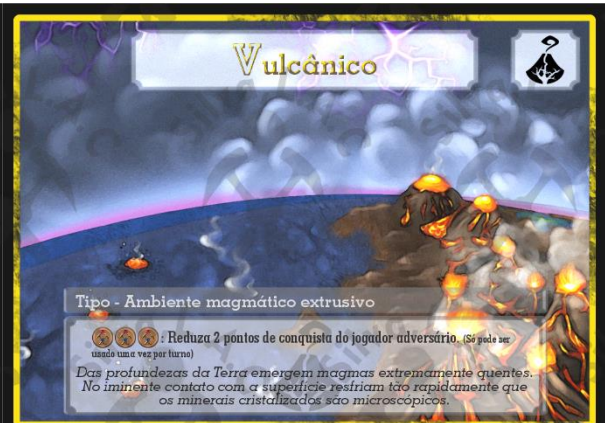 Vulcânico
Tipo - Ambiente magmático extrusivo
: Reduza 2 pontos de conquista do jogador adversário. (Só pode ser
usado uma vez por turno)
Das profundezas da Terra emergem magmas extremamente quentes.
No iminente contato com a superfície resfriam tão rapidamente que
os minerais cristalizados são microscópicos.